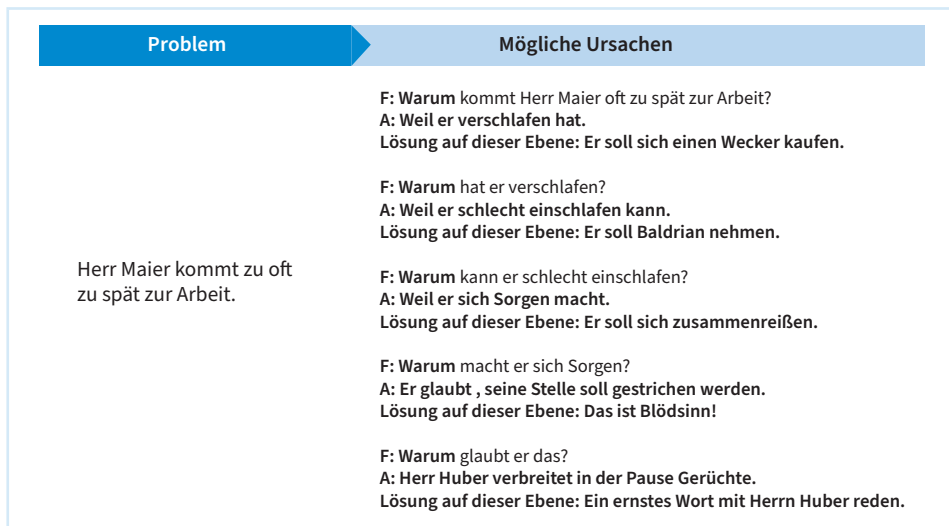 Problem
Mögliche Ursachen
Herr Maier kommt zu oft
zu spät zur Arbeit.
F: Warum kommt Herr Maier oft zu spät zur Arbeit?
A: Weil er verschlafen hat.
Lösung auf dieser Ebene: Er soll sich einen Wecker kaufen.
F: Warum hat er verschlafen?
A: Weil er schlecht einschlafen kann.
Lösung auf dieser Ebene: Er soll Baldrian nehmen.
F: Warum kann er schlecht einschlafen?
A: Weil er sich Sorgen macht.
Lösung auf dieser Ebene: Er soll sich zusammenreißen.
F: Warum macht er sich Sorgen?
A: Er glaubt , seine Stelle soll gestrichen werden.
Lösung auf dieser Ebene: Das ist Blödsinn!
F: Warum glaubt er das?
A: Herr Huber verbreitet in der Pause Gerüchte.
Lösung auf dieser Ebene: Ein ernstes Wort mit Herrn Huber reden.